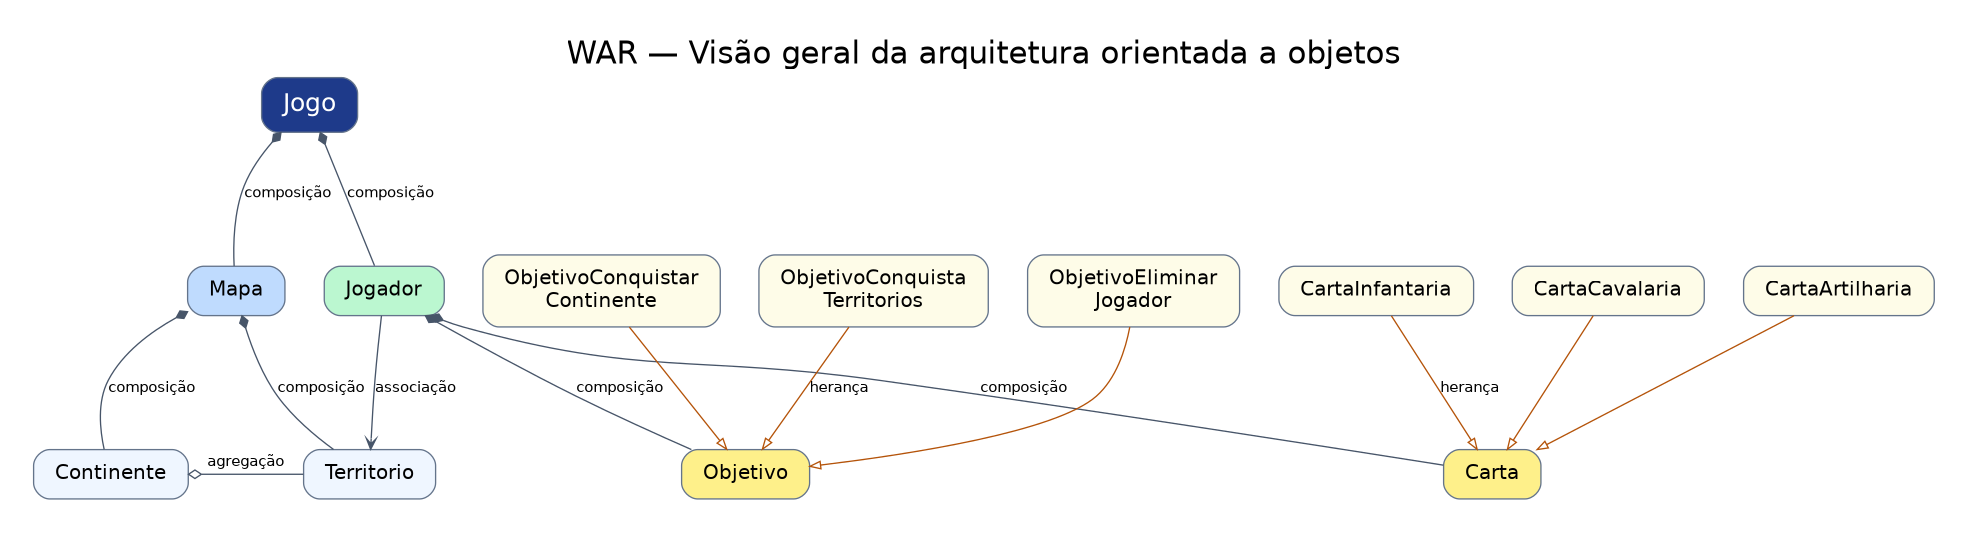 WAR — Visão geral da arquitetura orientada a objetos
Jogo
composição
composição
Mapa
Jogador
ObjetivoConquistar
Continente
ObjetivoConquista
Territorios
ObjetivoEliminar
Jogador
CartaInfantaria
CartaCavalaria
CartaArtilharia
composição
composição
associação
composição
herança
composição
herança
agregação
Continente
Territorio
Objetivo
Carta